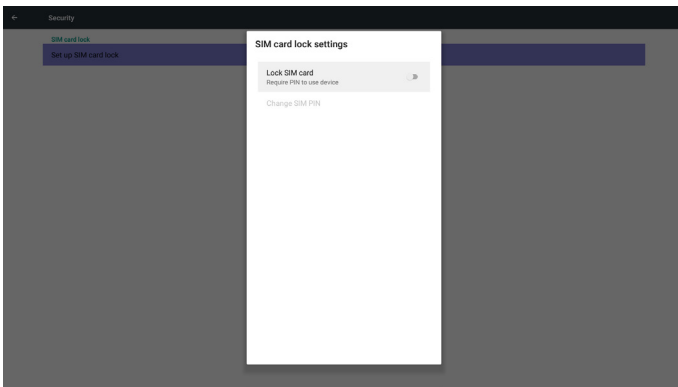 Security
SIM card lock
Set up SIM card lock
SIM card lock settings
Lock SIM card
Require PIN to use device
Change SIM PIN